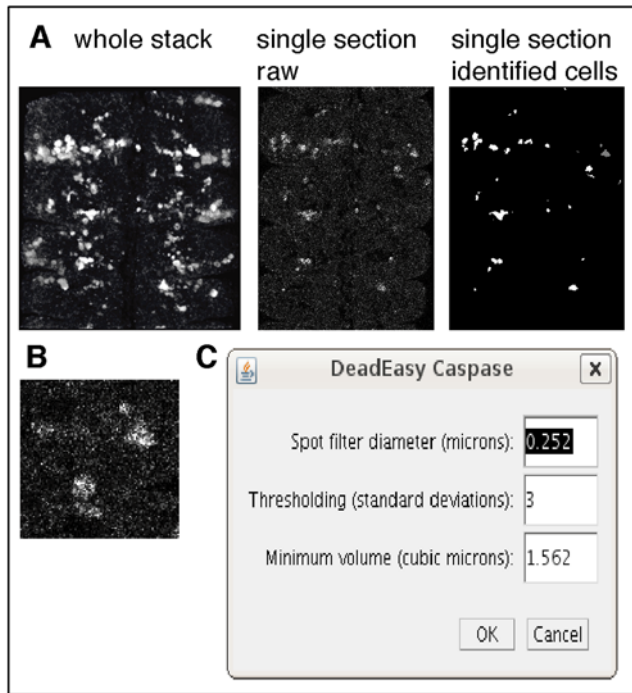 A whole stack
single section
raw
single section
identified cells
B
C
DeadEasy Caspase
Spot filter diameter (microns): 0.252
Thresholding (standard deviations): 3
Minimum volume (cubic microns): 1.562
OK Cancel